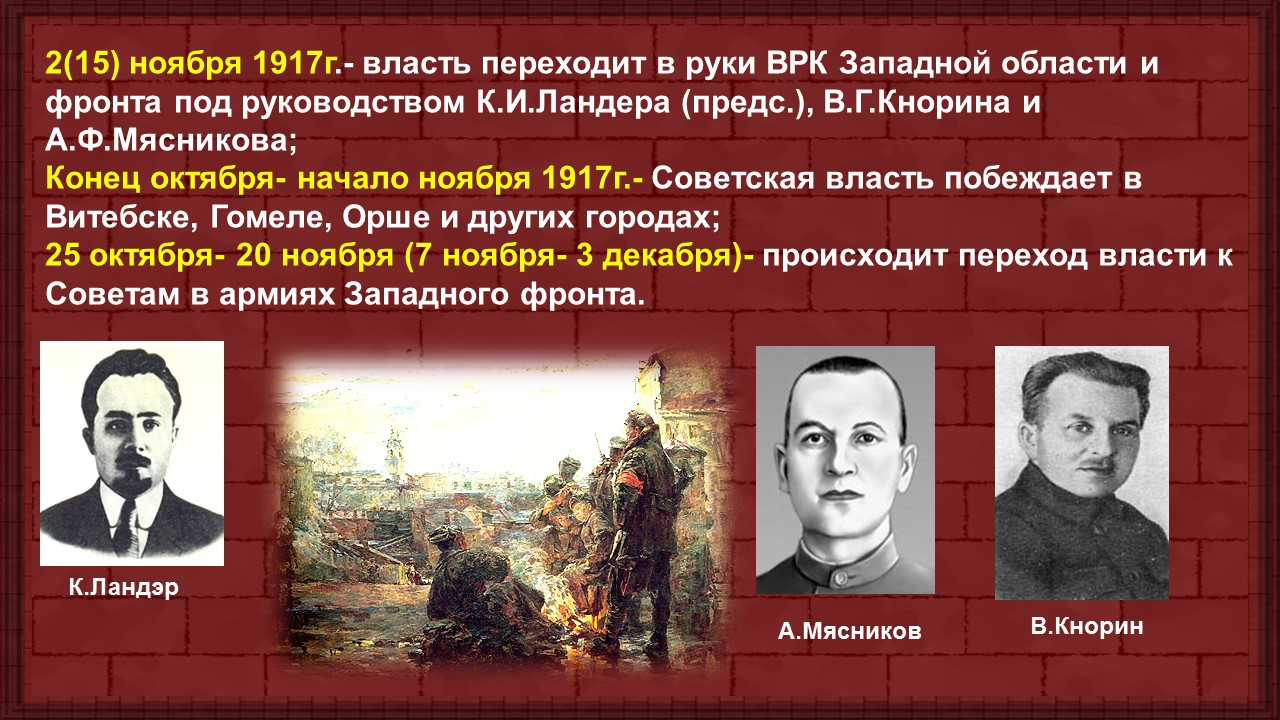 2(15) ноября 1917г.- власть переходит в руки ВРК Западной области и
фронта под руководством К.И.Ландера (предс.), В.Г.Кнорина и
А.Ф.Мясникова;
Конец октября- начало ноября 1917г.- Советская власть побеждает в
Витебске, Гомеле, Орше и других городах;
25 октября- 20 ноября (7 ноября- 3 декабря)- происходит переход власти к
Советам в армиях Западного фронта.
К.Ландэр
А.Мясников
В.Кнорин